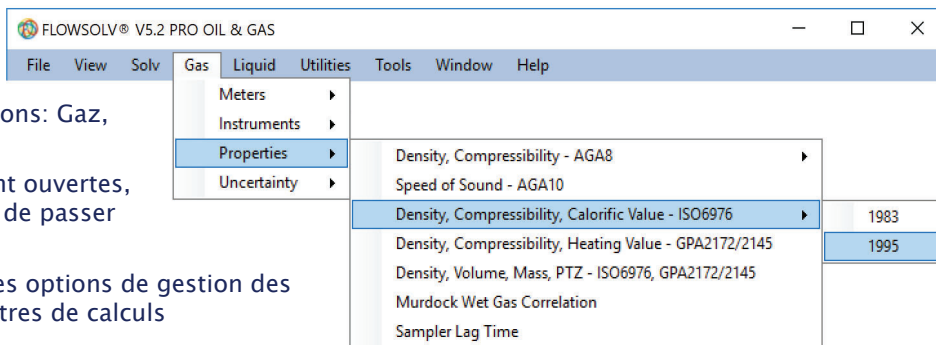 FLOWSOLV® V5.2 PRO OIL & GAS
File View Solv Gas Liquid Utilities Tools Window Help
Meters
Instruments
Properties
Uncertainty
Density, Compressibility - AGA8
Speed of Sound - AGA10
Density, Compressibility, Calorific Value - ISO6976
Density, Compressibility, Heating Value - GPA2172/2145
Density, Volume, Mass, PTZ - ISO6976, GPA2172/2145
Murdock Wet Gas Correlation
Sampler Lag Time
1983
1995
ons: Gaz,
nt ouvertes,
de passer
es options de gestion des
tres de calculs